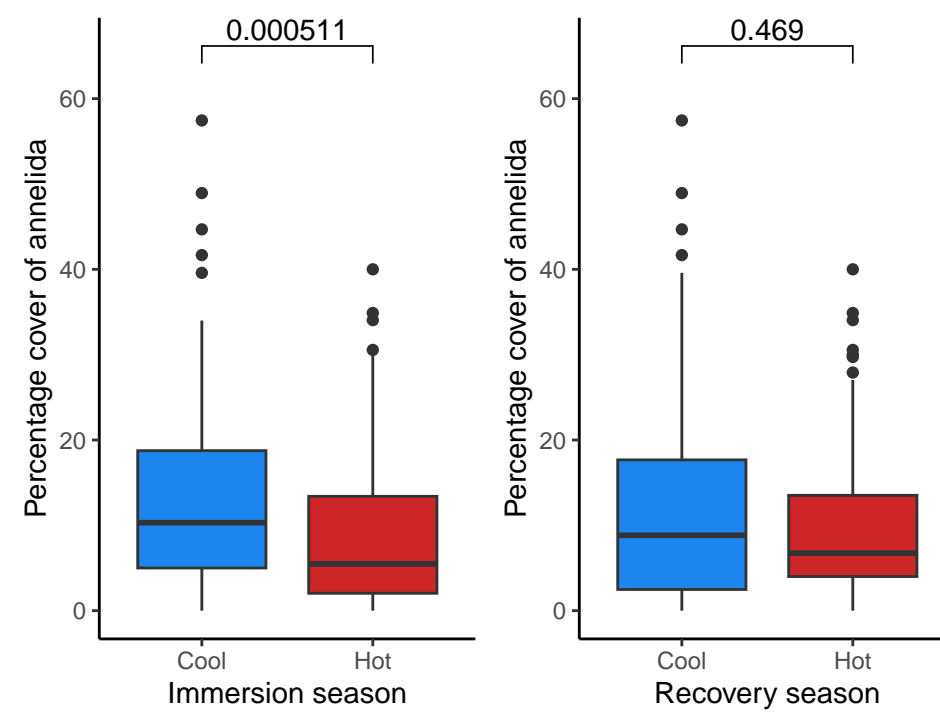 0.000511
60
40
20
0
Percentage cover of annelida
Cool Hot
Immersion season
0.469
60
40
20
0
Percentage cover of annelida
Cool Hot
Recovery season